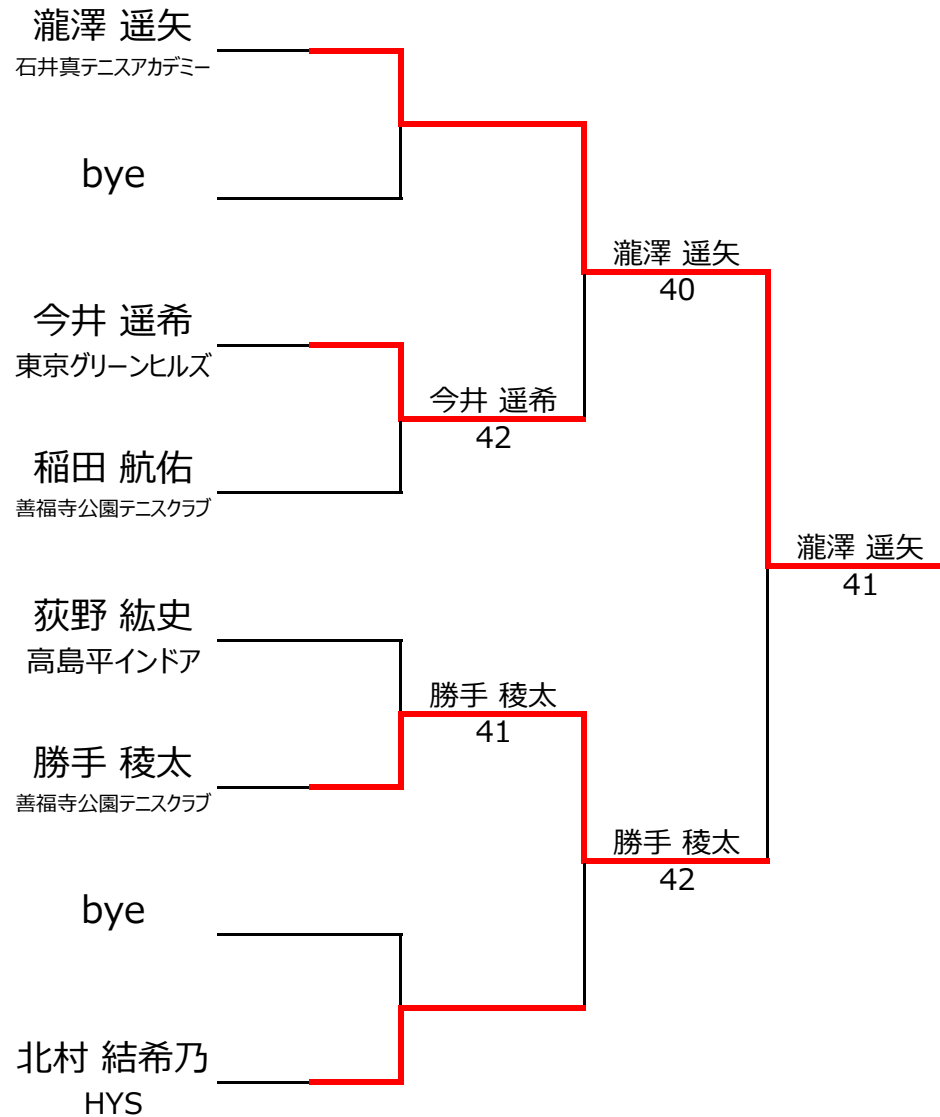 瀧澤 遥矢
石井真テニスアカデミー
bye
今井 遥希
東京グリーンヒルズ
稲田 航佑
善福寺公園テニスクラブ
荻野 紘史
高島平インドア
勝手 稜太
善福寺公園テニスクラブ
bye
北村 結希乃
HYS
今井 遥希
42
勝手 稜太
41
瀧澤 遥矢
40
勝手 稜太
42
瀧澤 遥矢
41